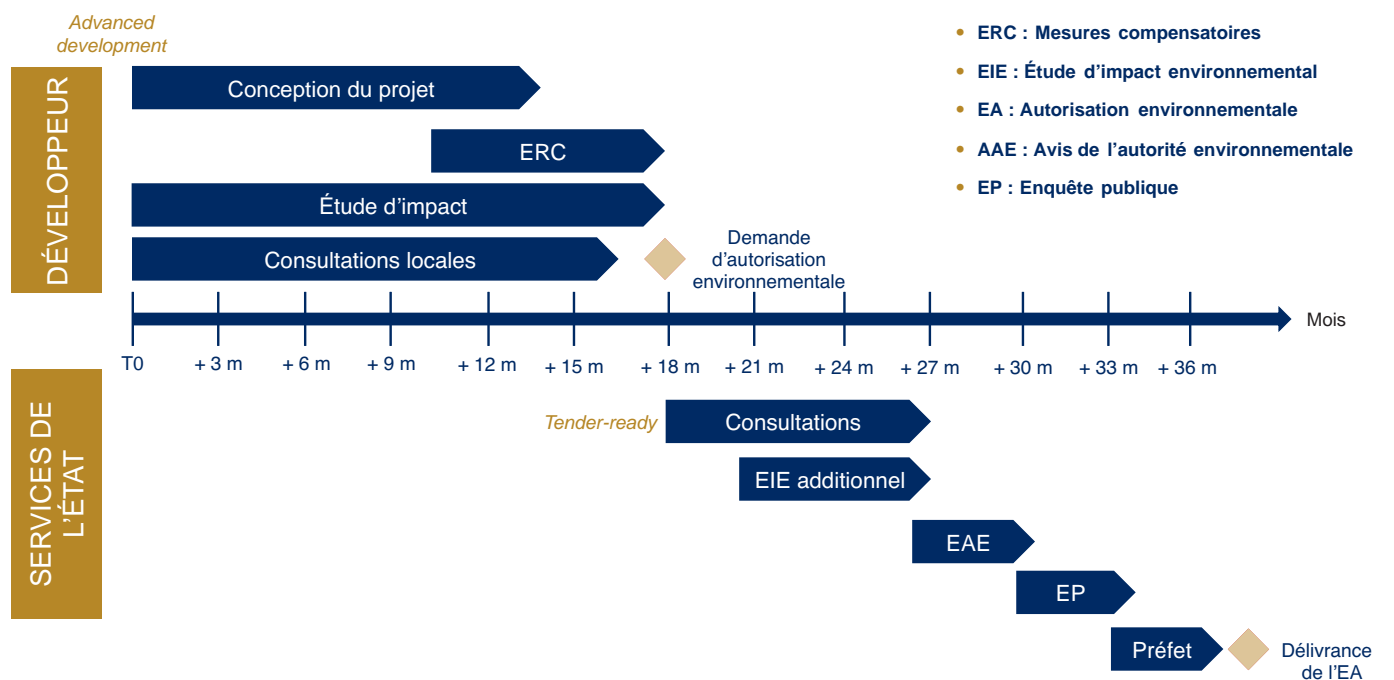 Advanced
development
DÉVELOPPEUR
Conception du projet
ERC
Étude d'impact
Consultations locales
Demande
d'autorisation
environnementale
• ERC : Mesures compensatoires
• EIE : Étude d'impact environnemental
• EA : Autorisation environnementale
• AAE : Avis de l'autorité environnementale
• EP : Enquête publique
Mois
T0 + 3 m + 6 m + 9 m + 12 m + 15 m + 18 m + 21 m + 24 m + 27 m + 30 m + 33 m + 36 m
SERVICES DE
L'ÉTAT
Tender-ready
Consultations
EIE additionnel
EAE
EP
Préfet
Délivrance
de l'EA